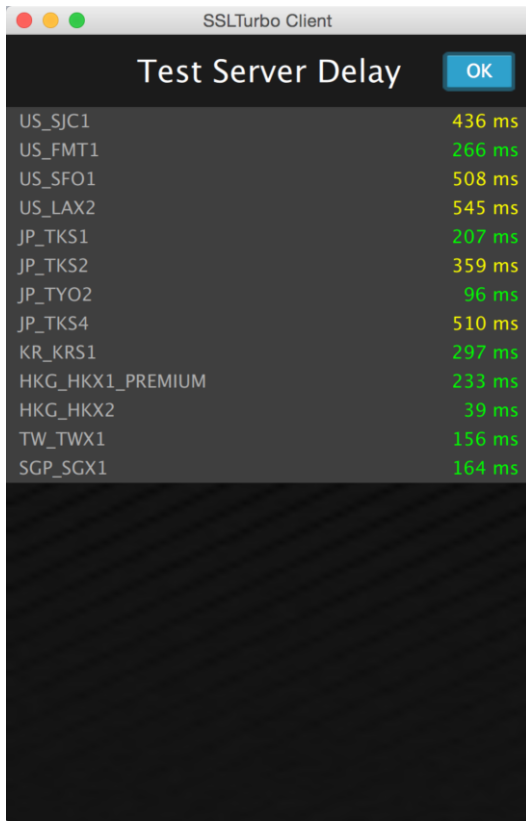 SSLTurbo Client
Test Server Delay OK
US_SJC1 436 ms
US_FMT1 266 ms
US_SFO1 508 ms
US_LAX2 545 ms
JP_TKS1 207 ms
JP_TKS2 359 ms
JP_TYO2 96 ms
JP_TKS4 510 ms
KR_KRS1 297 ms
HKG_HKX1_PREMIUM 233 ms
HKG_HKX2 39 ms
TW_TWX1 156 ms
SGP_SGX1 164 ms